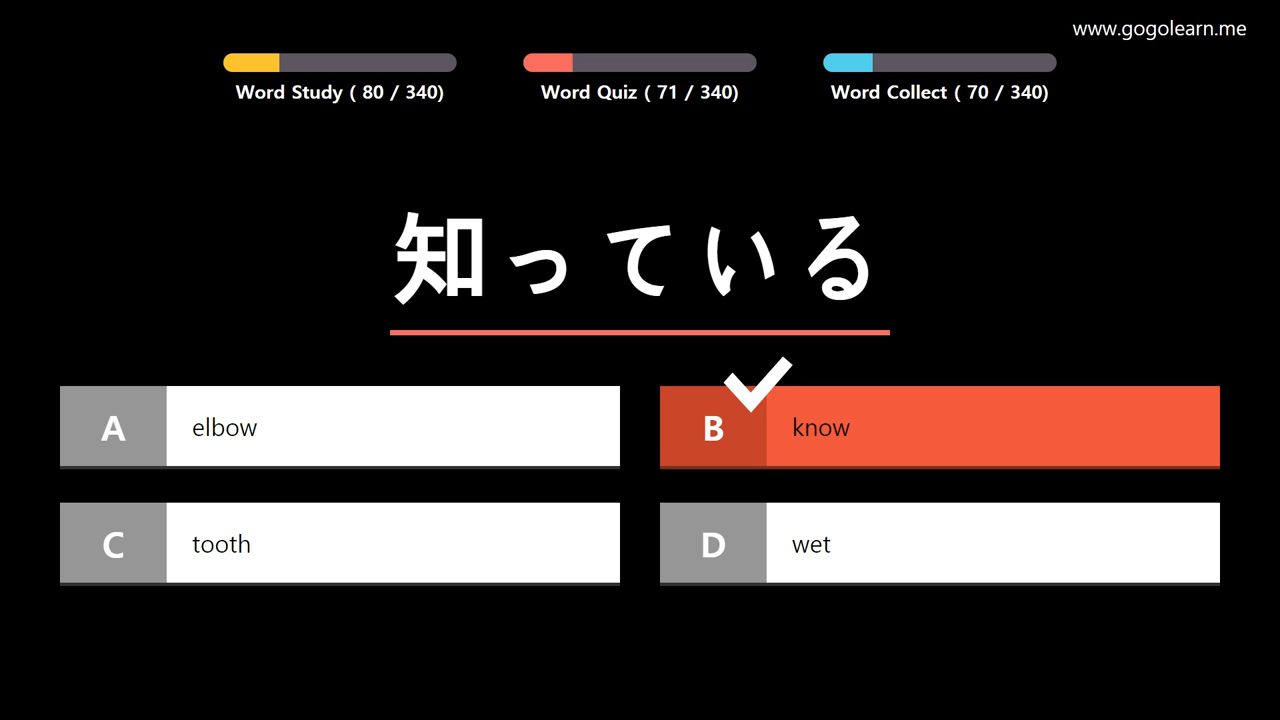 www.gogolearn.me
Word Study ( 80 / 340)
Word Quiz ( 71 / 340)
Word Collect ( 70 / 340)
知っている
A elbow
B know
C tooth
D wet